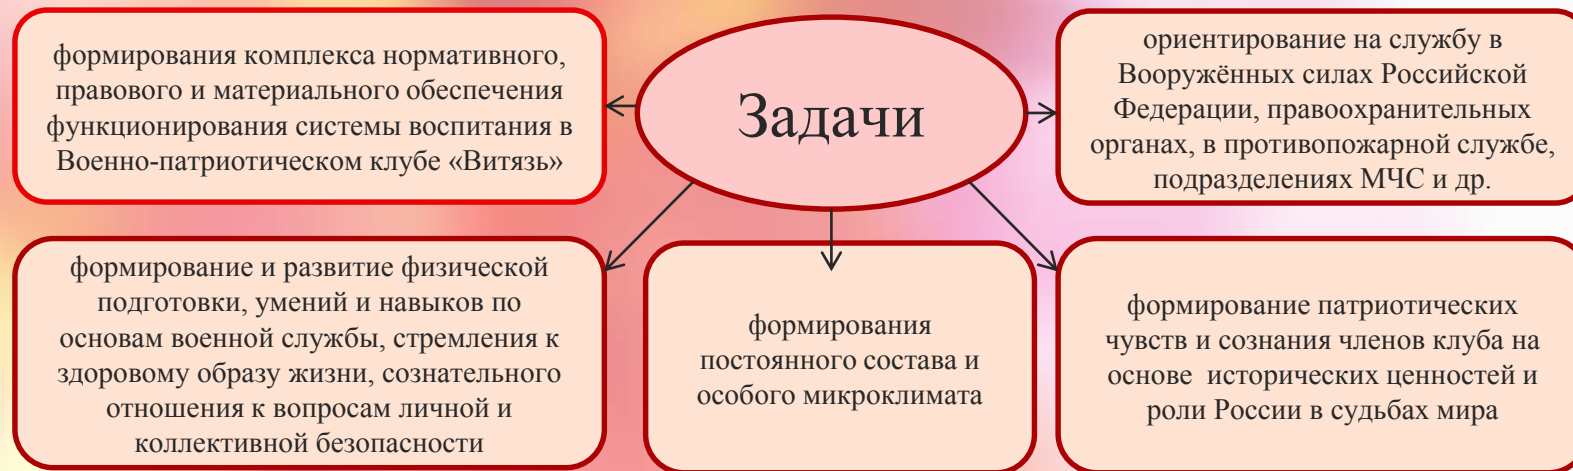 Задачи
формирования комплекса нормативного,
правового и материального обеспечения
функционирования системы воспитания в
Военно-патриотическом клубе «Витязь»
ориентирование на службу в
Вооружённых силах Российской
Федерации, правоохранительных
органах, в противопожарной службе,
подразделениях МЧС и др.
формирование и развитие физической
подготовки, умений и навыков по
основам военной службы, стремления к
здоровому образу жизни, сознательного
отношения к вопросам личной и
коллективной безопасности
формирования
постоянного состава и
особого микроклимата
формирование патриотических
чувств и сознания членов клуба на
основе исторических ценностей и
роли России в судьбах мира